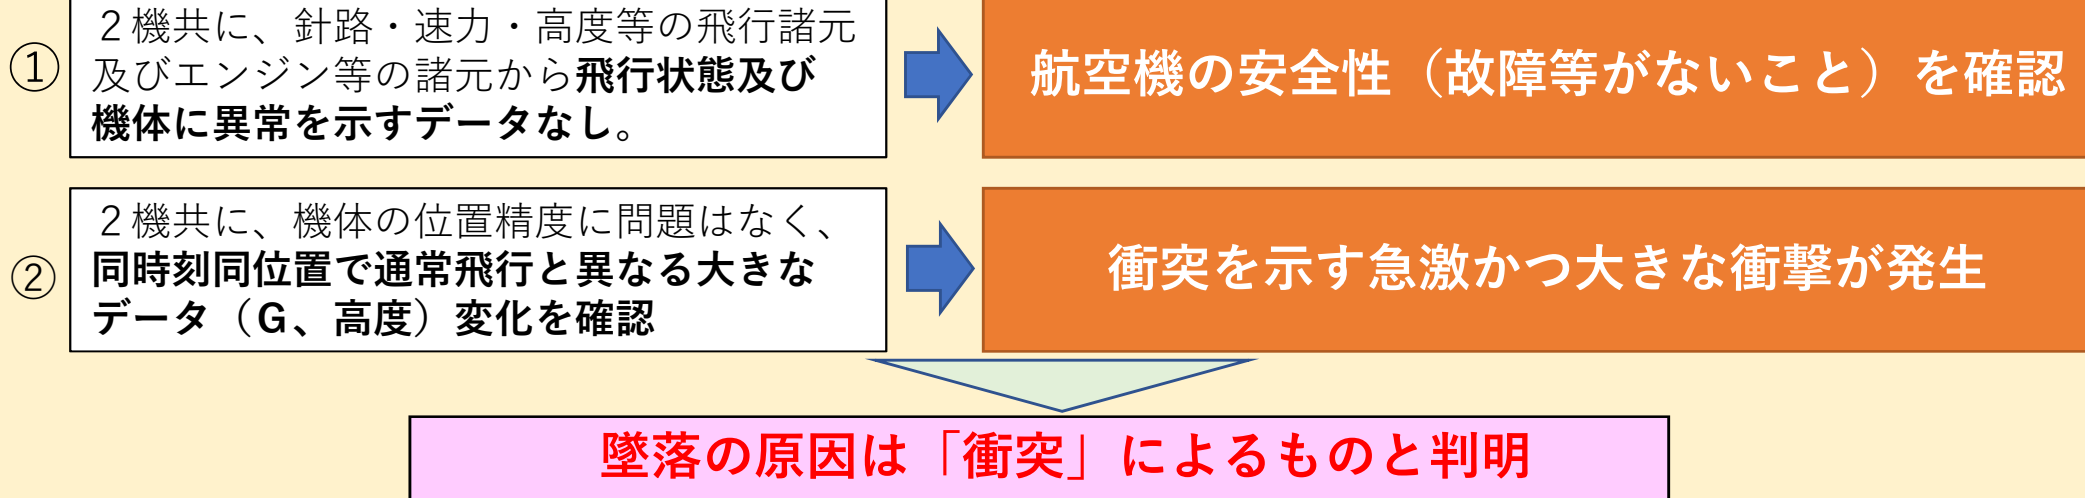 ①
２機共に、針路・速力・高度等の飛行諸元
及びエンジン等の諸元から飛行状態及び
機体に異常を示すデータなし。
航空機の安全性（故障等がないこと）を確認
②
２機共に、機体の位置精度に問題はなく、
同時刻同位置で通常飛行と異なる大きな
データ（Ｇ、高度）変化を確認
衝突を示す急激かつ大きな衝撃が発生
墜落の原因は「衝突」によるものと判明